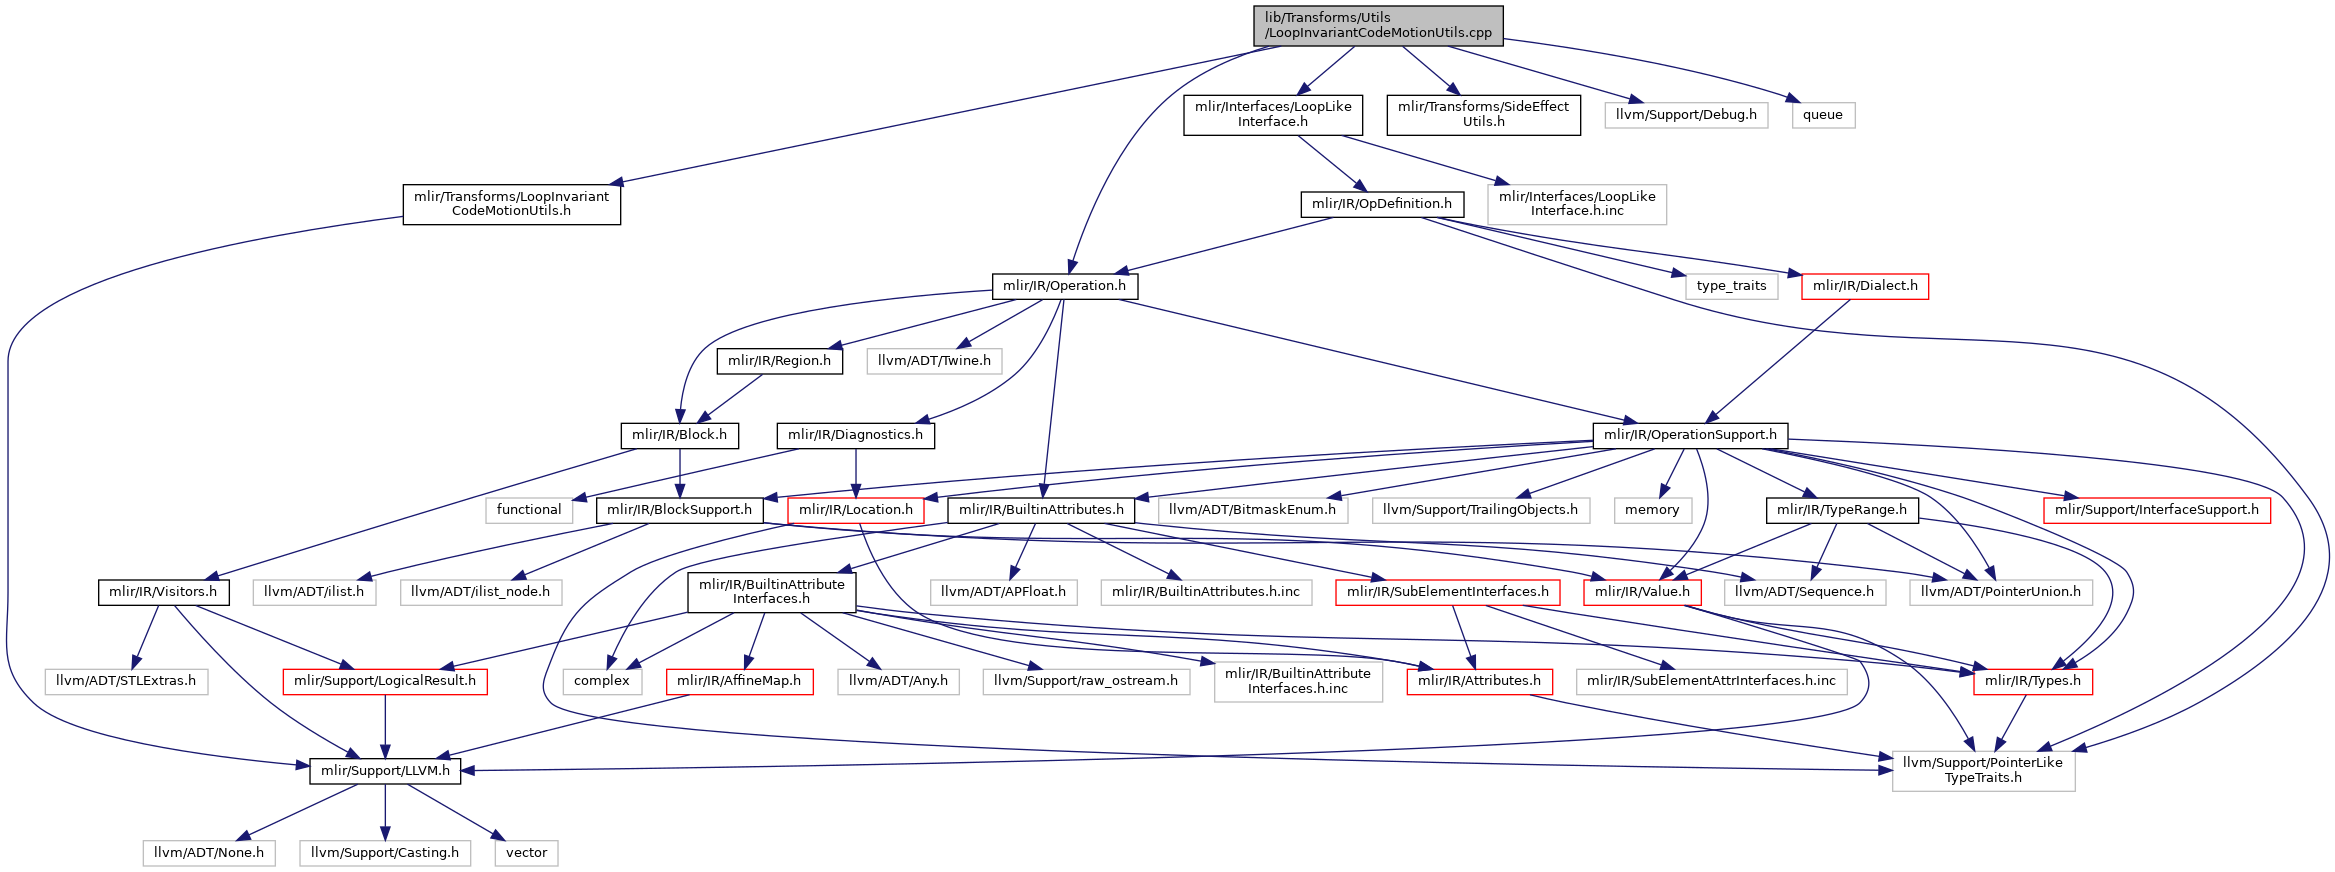 lib/Transforms/Utils
/LoopInvariantCodeMotionUtils.cpp
mlir/Interfaces/LoopLike
Interface.h
mlir/Transforms/SideEffect
Utils.h
llvm/Support/Debug.h
queue
mlir/Transforms/LoopInvariant
CodeMotionUtils.h
mlir/IR/OpDefinition.h
mlir/Interfaces/LoopLike
Interface.h.inc
mlir/IR/Operation.h
type_traits
mlir/IR/Dialect.h
mlir/IR/Region.h
llvm/ADT/Twine.h
mlir/IR/Block.h
mlir/IR/Diagnostics.h
mlir/IR/OperationSupport.h
functional
mlir/IR/BlockSupport.h
mlir/IR/Location.h
mlir/IR/BuiltinAttributes.h
llvm/ADT/BitmaskEnum.h
llvm/Support/TrailingObjects.h
memory
mlir/IR/TypeRange.h
mlir/Support/InterfaceSupport.h
mlir/IR/Visitors.h
llvm/ADT/ilist.h
llvm/ADT/ilist_node.h
mlir/IR/BuiltinAttribute
Interfaces.h
llvm/ADT/APFloat.h
mlir/IR/BuiltinAttributes.h.inc
mlir/IR/SubElementInterfaces.h
mlir/IR/Value.h
llvm/ADT/Sequence.h
llvm/ADT/PointerUnion.h
llvm/ADT/STLExtras.h
mlir/Support/LogicalResult.h
complex
mlir/IR/AffineMap.h
llvm/ADT/Any.h
llvm/Support/raw_ostream.h
mlir/IR/BuiltinAttribute
Interfaces.h.inc
mlir/IR/Attributes.h
mlir/IR/SubElementAttrInterfaces.h.inc
mlir/IR/Types.h
mlir/Support/LLVM.h
llvm/Support/PointerLike
TypeTraits.h
llvm/ADT/None.h
llvm/Support/Casting.h
vector